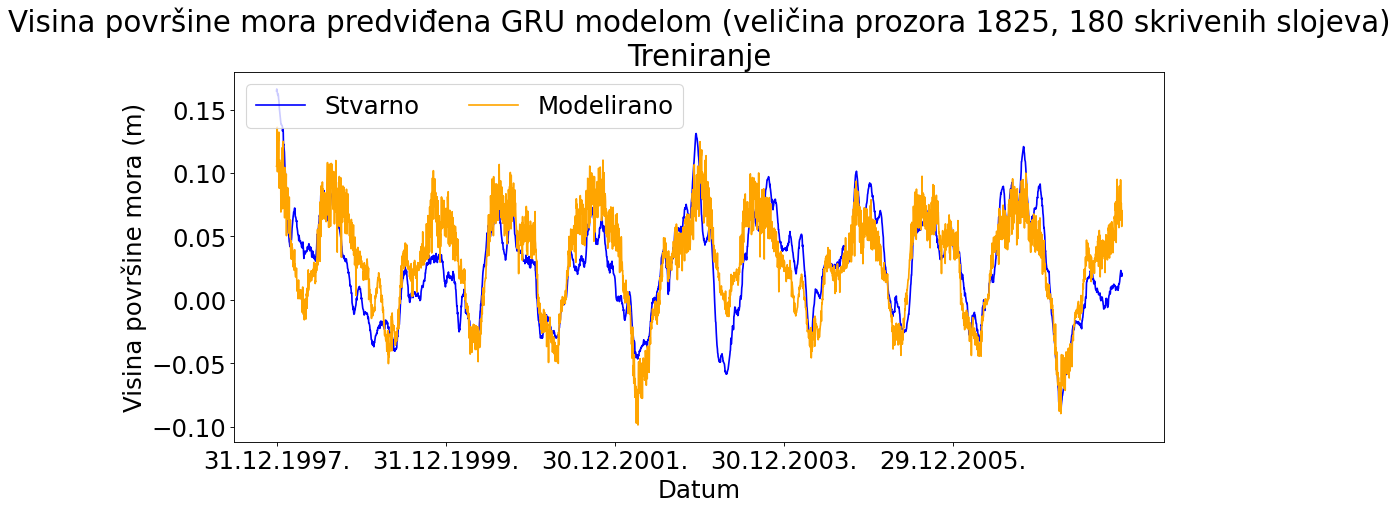 Visina površine mora predviđena GRU modelom (veličina prozora 1825, 180 skrivenih slojeva)
Treniranje
Stvarno
Modelirano
Visina površine mora (m)
0.15
0.10
0.05
0.00
−0.05
−0.10
31.12.1997.
31.12.1999.
30.12.2001.
30.12.2003.
29.12.2005.
Datum